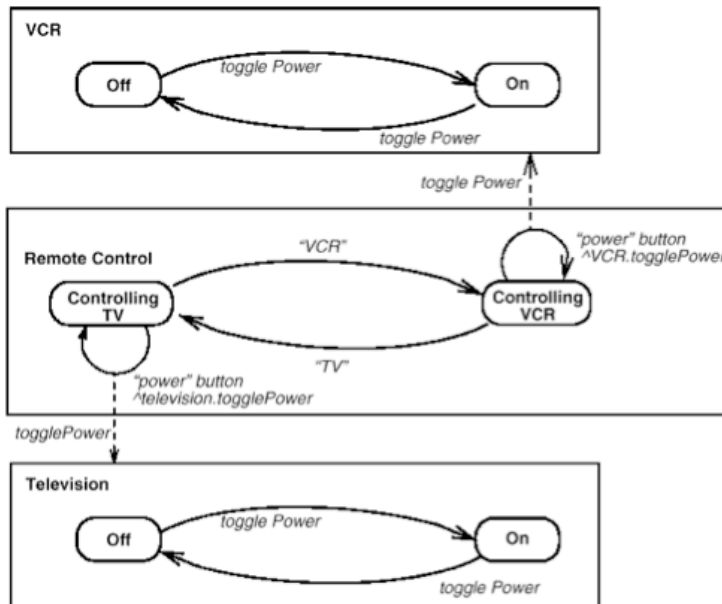 VCR
Off
toggle Power
On
toggle Power
toggle Power
Remote Control
"VCR"
"power" button
^VCR.togglePower
Controlling
TV
Controlling
VCR
"TV"
"power" button
^television.togglePower
togglePower
Television
Off
toggle Power
On
toggle Power